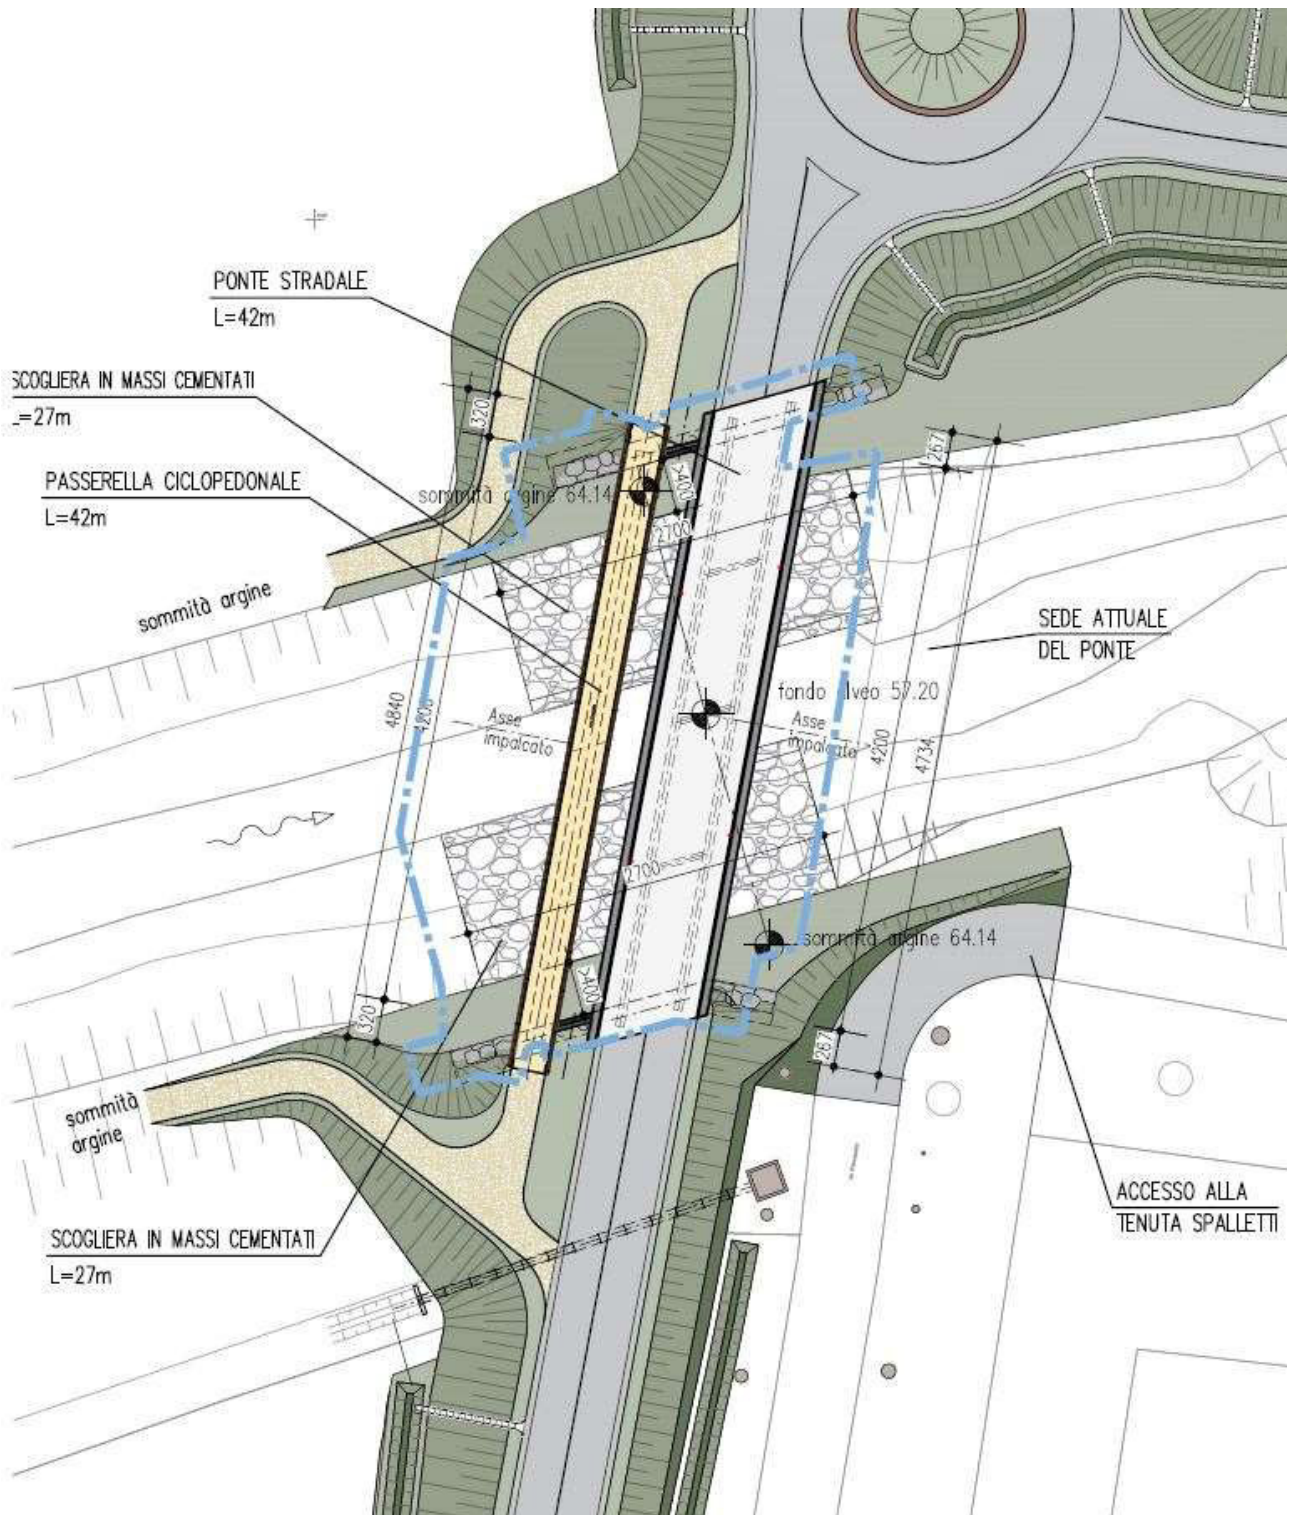 PONTE STRADALE
L=42m
SCOGLIERA IN MASSI CEMENTATI
L=27m
320
267
PASSERELLA CICLOPEDONALE
L=42m
sommità argine 64.14
>400
2700
sommità argine
SEDE ATTUALE
DEL PONTE
fondo alveo 57.20
4840
4200
Asse
impalcato
Asse
impalcato
4200
4734
2700
sommità argine 64.14
>400
320
267
sommità
argine
ACCESSO ALLA
TENUTA SPALLETTI
SCOGLIERA IN MASSI CEMENTATI
L=27m